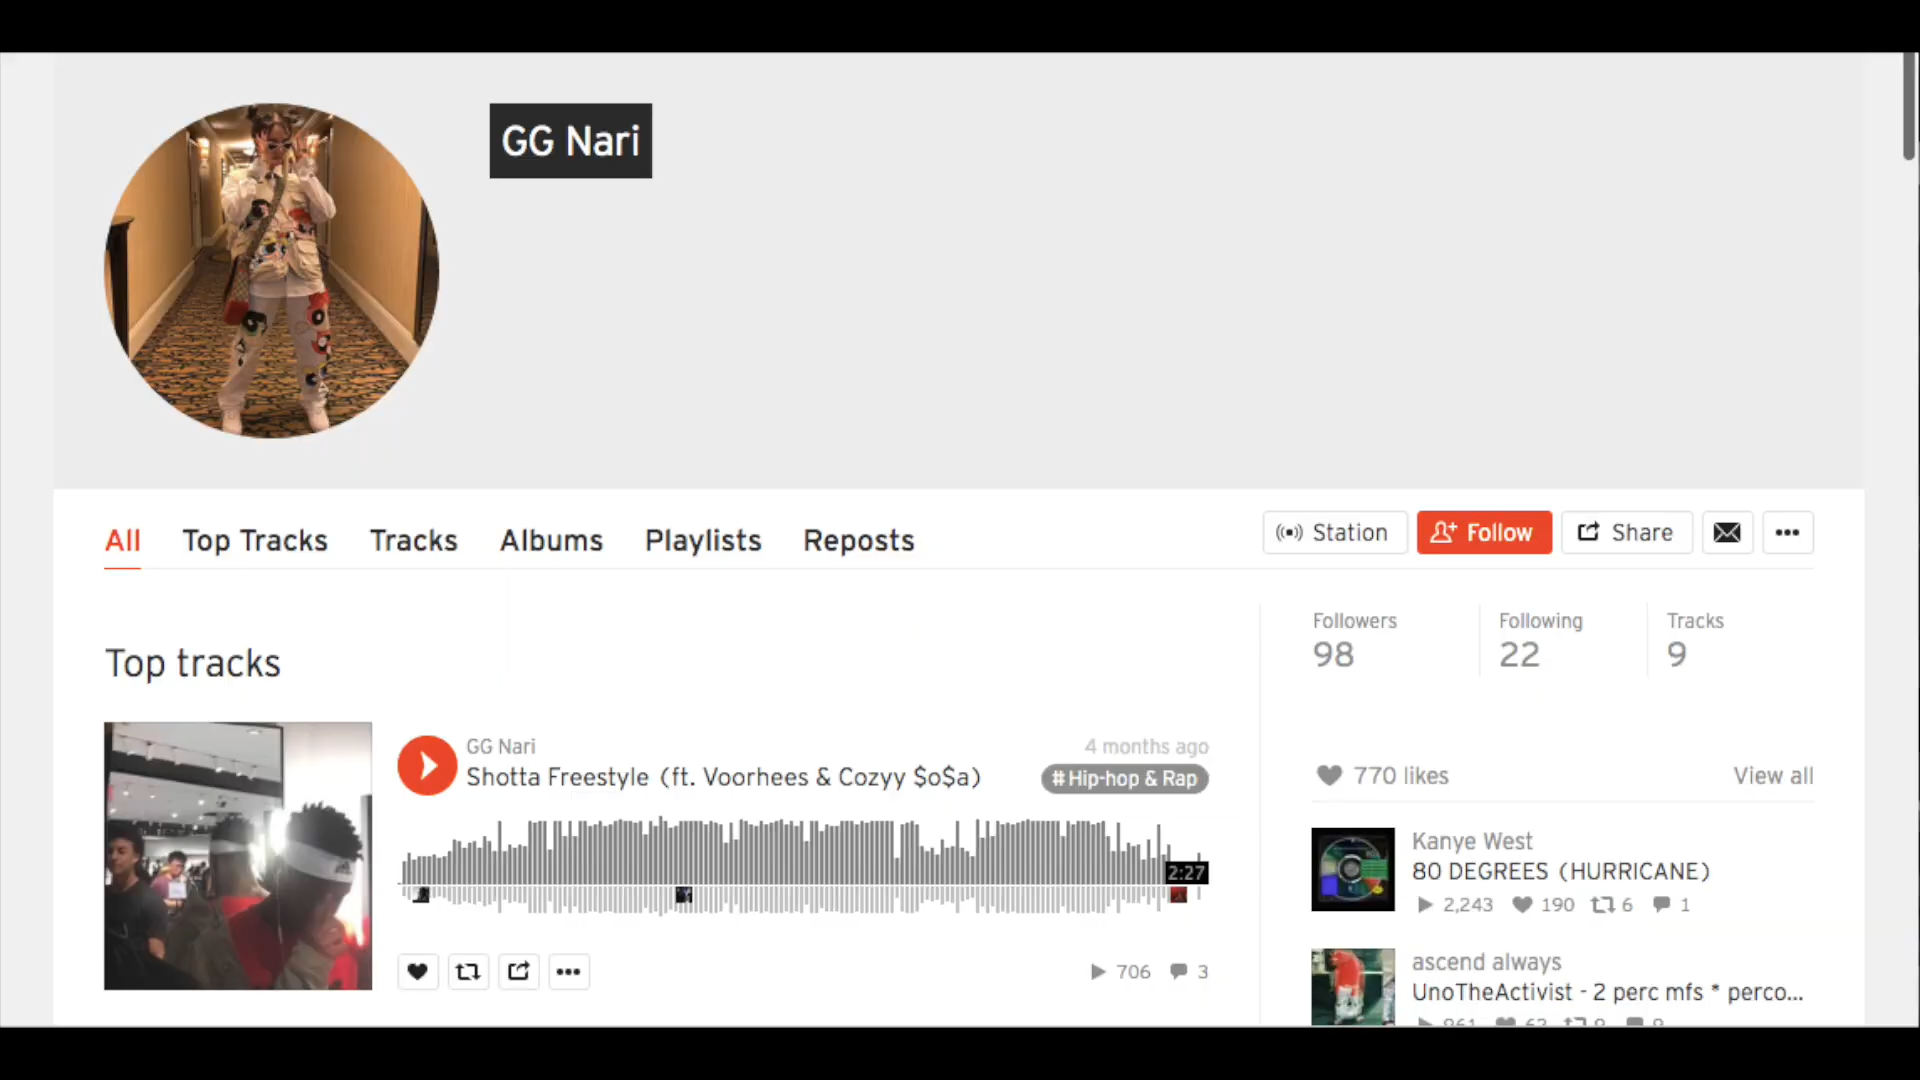 GG Nari
All Top Tracks Tracks Albums Playlists Reposts
Station Follow Share
Followers Following Tracks
98 22 9
Top tracks
GG Nari 4 months ago
Shotta Freestyle (ft. Voorhees & Cozyy $o$a) # Hip-hop & Rap
2:27
706 3
770 likes View all
Kanye West
80 DEGREES (HURRICANE)
2,243 190 6 1
ascend always
UnoTheActivist - 2 perc mfs * perco...